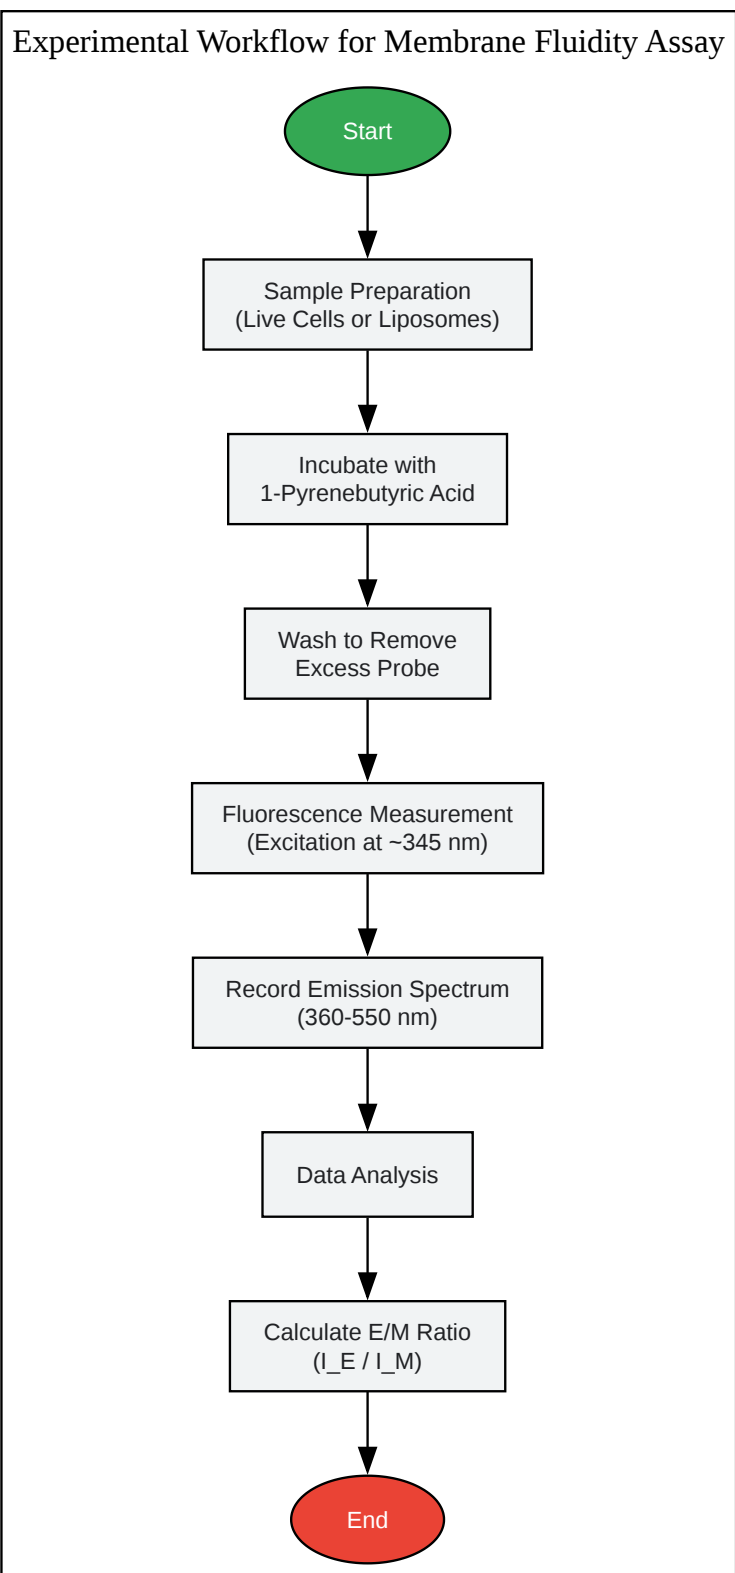 Experimental Workflow for Membrane Fluidity Assay
Start
Sample Preparation
(Live Cells or Liposomes)
Incubate with
1-Pyrenebutyric Acid
Wash to Remove
Excess Probe
Fluorescence Measurement
(Excitation at ~345 nm)
Record Emission Spectrum
(360-550 nm)
Data Analysis
Calculate E/M Ratio
(I_E / I_M)
End